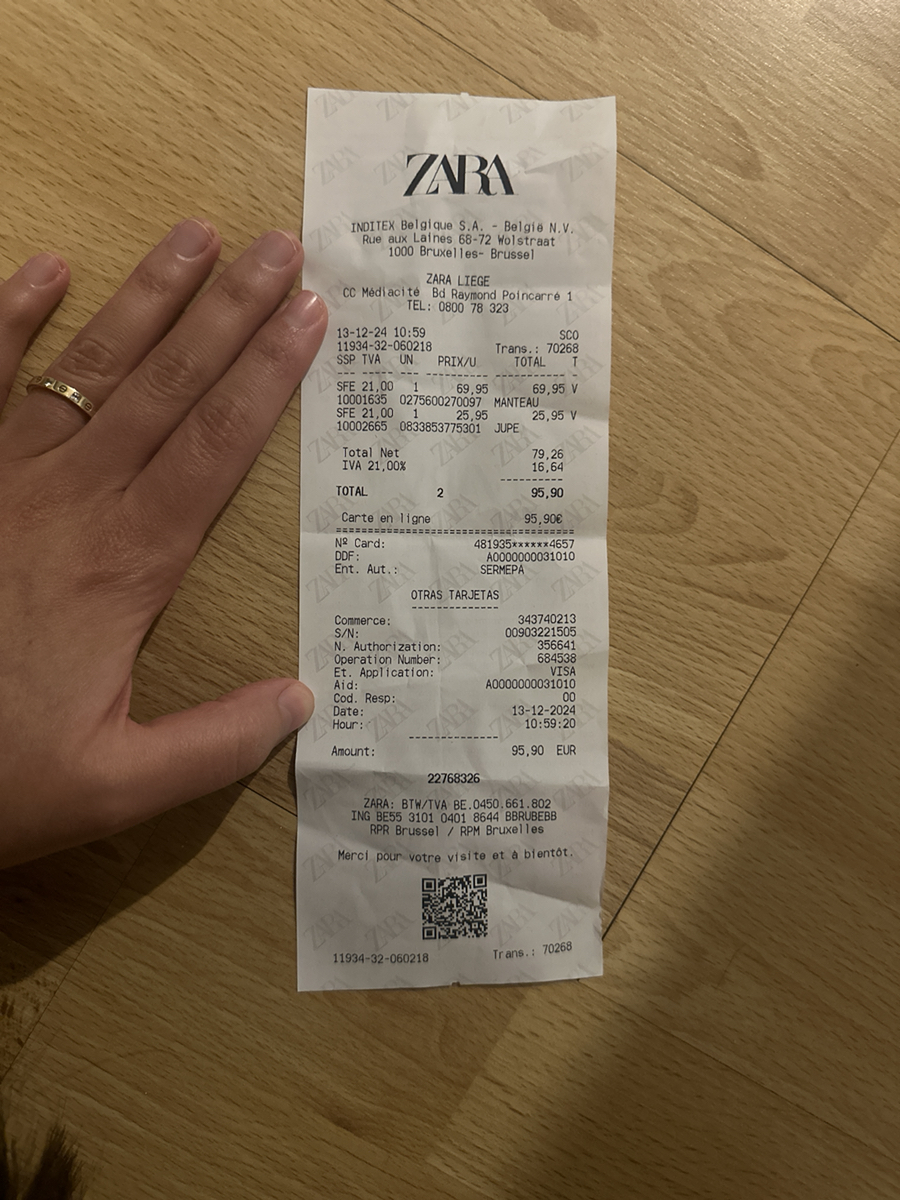 ZARA
INDITEX Belgique S.A. - Belgïe N.V.
Rue aux Laines 68-72 Wolstraat
1000 Bruxelles- Brussel
ZARA LIEGE
CC Médiacité Bd Raymond Poincarré 1
TEL: 0800 78 323
13-12-24 10:59 SCO
11934-32-060218 Trans.: 70268
SSP TVA UN PRIX/U TOTAL T
--- ----- --- --------- --------- -
SFE 21,00 1 69,95 69,95 V
10001635 0275600270097 MANTEAU
SFE 21,00 1 25,95 25,95 V
10002665 0833853775301 JUPE
Total Net 79,26
IVA 21,00% 16,64
----------
TOTAL 2 95,90
Carte en ligne 95,90€
======================================
Nº Card: 481935******4657
DDF: A0000000031010
Ent. Aut.: SERMEPA
OTRAS TARJETAS
--------------
Commerce: 343740213
S/N: 00903221505
N. Authorization: 356641
Operation Number: 684538
Et. Application: VISA
Aid: A0000000031010
Cod. Resp: 00
Date: 13-12-2024
Hour: 10:59:20
--------------
Amount: 95,90 EUR
22768326
ZARA: BTW/TVA BE.0450.661.802
ING BE55 3101 0401 8644 BBRUBEBB
RPR Brussel / RPM Bruxelles
Merci pour votre visite et à bientôt.
11934-32-060218 Trans.: 70268